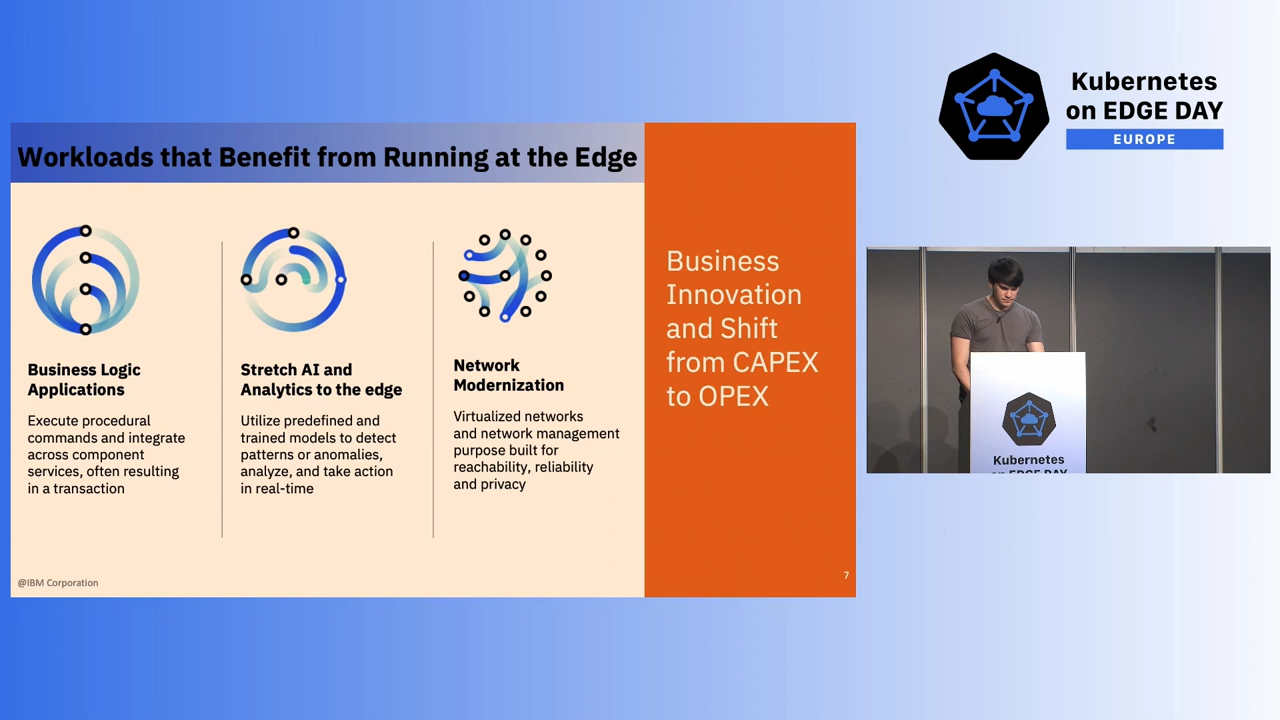 Kubernetes
on EDGE DAY
EUROPE
Workloads that Benefit from Running at the Edge
Business Logic
Applications
Execute procedural
commands and integrate
across component
services, often resulting
in a transaction
Stretch AI and
Analytics to the edge
Utilize predefined and
trained models to detect
patterns or anomalies,
analyze, and take action
in real-time
Network
Modernization
Virtualized networks
and network management
purpose built for
reachability, reliability
and privacy
Business
Innovation
and Shift
from CAPEX
to OPEX
@IBM Corporation
7
Kubernetes
on EDGE DAY